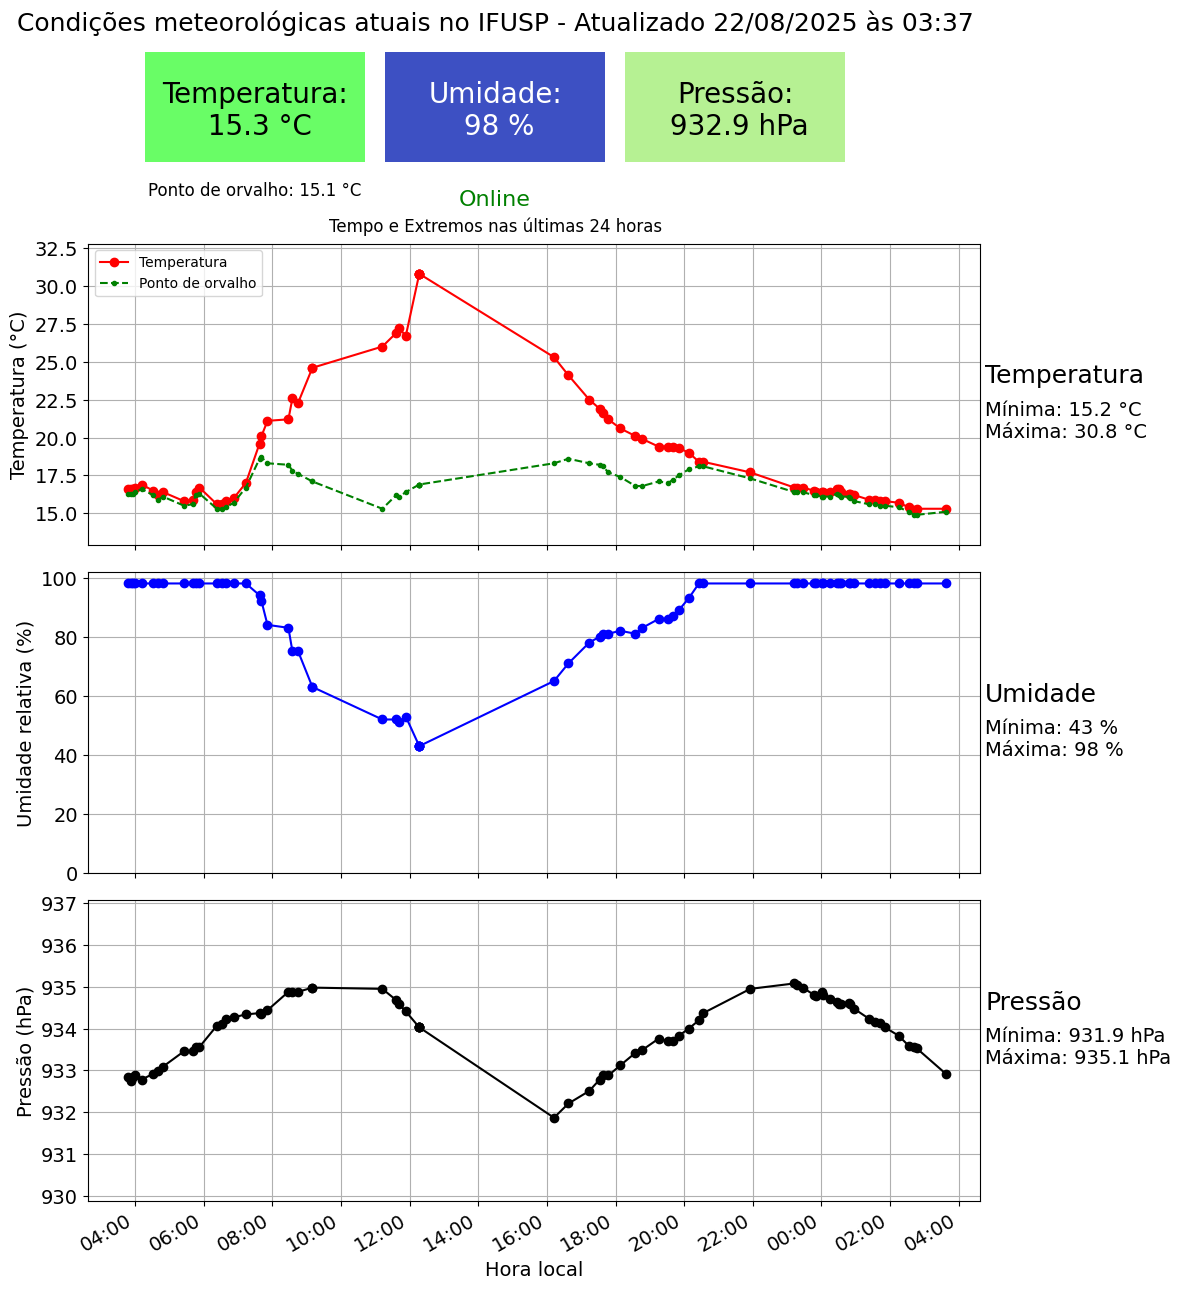 Condições meteorológicas atuais no IFUSP - Atualizado 22/08/2025 às 03:37
Temperatura:
15.3 °C
Umidade:
98 %
Pressão:
932.9 hPa
Ponto de orvalho: 15.1 °C
Online
Tempo e Extremos nas últimas 24 horas
Temperatura (°C)
32.5
30.0
27.5
25.0
22.5
20.0
17.5
15.0
Temperatura
Ponto de orvalho
Temperatura
Mínima: 15.2 °C
Máxima: 30.8 °C
Umidade relativa (%)
100
80
60
40
20
0
Umidade
Mínima: 43 %
Máxima: 98 %
Pressão (hPa)
937
936
935
934
933
932
931
930
Pressão
Mínima: 931.9 hPa
Máxima: 935.1 hPa
04:00
06:00
08:00
10:00
12:00
14:00
16:00
18:00
20:00
22:00
00:00
02:00
04:00
Hora local